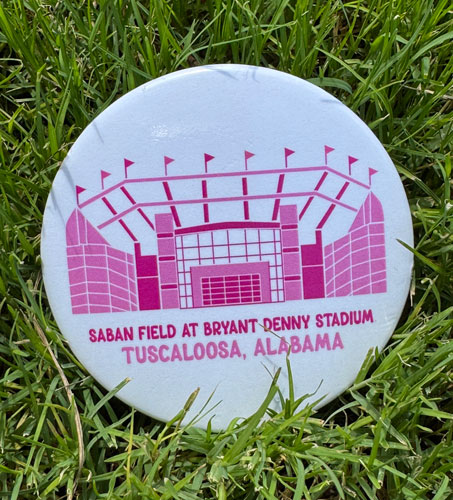 SABAN FIELD AT BRYANT DENNY STADIUM
TUSCALOOSA, ALABAMA